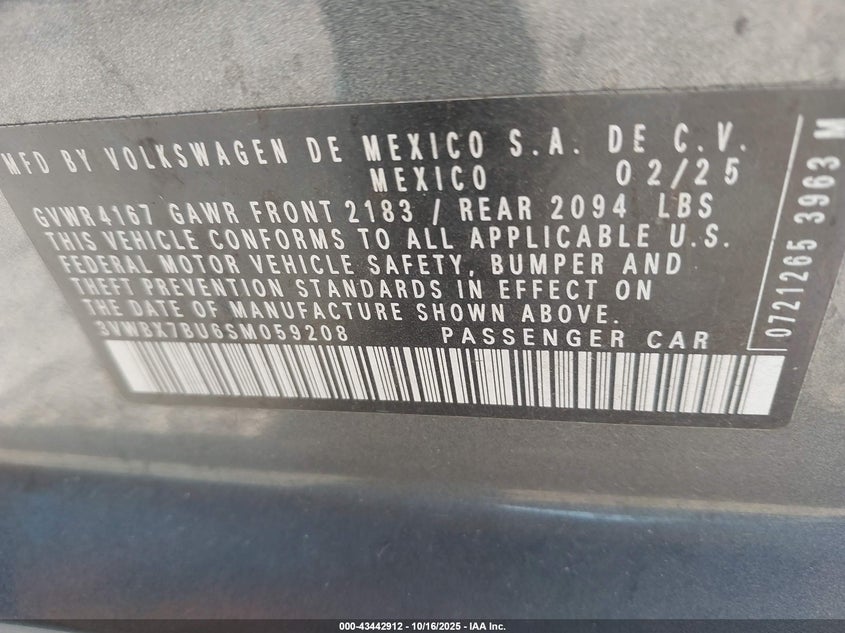 MFD BY VOLKSWAGEN DE MEXICO S.A. DE C.V.
MEXICO 02/25
GVWR 4167 GAWR FRONT 2183 / REAR 2094 LBS
THIS VEHICLE CONFORMS TO ALL APPLICABLE U.S.
FEDERAL MOTOR VEHICLE SAFETY, BUMPER AND
THEFT PREVENTION STANDARDS IN EFFECT ON
THE DATE OF MANUFACTURE SHOWN ABOVE.
3VWBX7BU6SM059208 PASSENGER CAR
0721265 3963 M
000-43442912 - 10/16/2025 - IAA Inc.